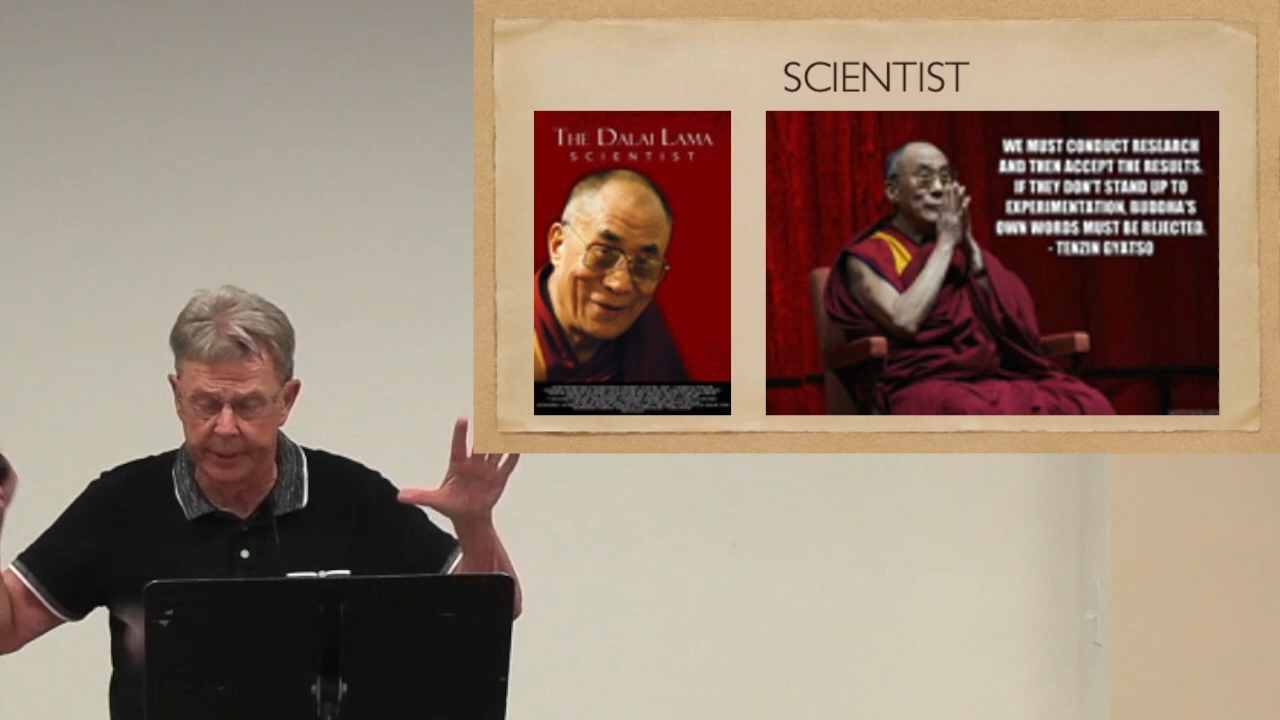 SCIENTIST
THE DALAI LAMA
SCIENTIST
WE MUST CONDUCT RESEARCH
AND THEN ACCEPT THE RESULTS.
IF THEY DON'T STAND UP TO
EXPERIMENTATION, BUDDHA'S
OWN WORDS MUST BE REJECTED.
- TENZIN GYATSO